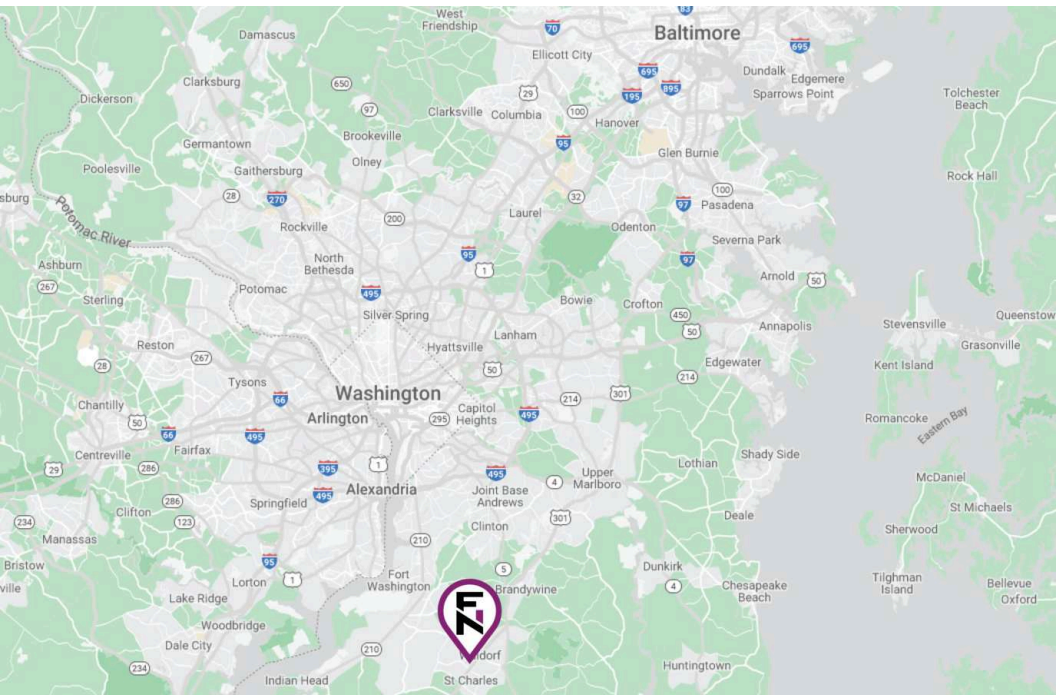 83
West
Friendship
70
Baltimore
Damascus
695
Ellicott City
695
Dundalk
Edgemere
Clarksburg
650
895
195
Sparrows Point
Tolchester
Beach
Dickerson
29
97
Clarksville
Columbia
100
Hanover
Brookeville
Germantown
95
Glen Burnie
Olney
Poolesville
Gaithersburg
Rock Hall
sburg
28
270
32
100
97
Pasadena
Potomac River
200
Laurel
Rockville
Odenton
Severna Park
95
North
Bethesda
97
Ashburn
1
Arnold
50
267
Potomac
495
Sterling
Bowie
Crofton
Silver Spring
450
Queenstow
Stevensville
50
Annapolis
Lanham
Reston
Hyattsville
Grasonville
267
28
Edgewater
Kent Island
50
Tysons
214
Washington
301
66
214
Chantilly
Arlington
295
Capitol
Heights
495
Romancoke
50
Eastern Bay
66
495
Fairfax
Centreville
Shady Side
29
286
395
1
Lothian
495
Upper
Marlboro
McDaniel
Alexandria
4
Joint Base
Andrews
495
286
Springfield
St Michaels
Clifton
301
Deale
234
123
Clinton
Sherwood
Manassas
210
95
Bristow
5
Dunkirk
Fort
Washington
Tilghman
Island
1
Lorton
4
Chesapeake
Beach
Bellevue
ville
Brandywine
Oxford
Lake Ridge
FN
Woodbridge
Dale City
210
Huntingtown
234
Indian Head
St Charles